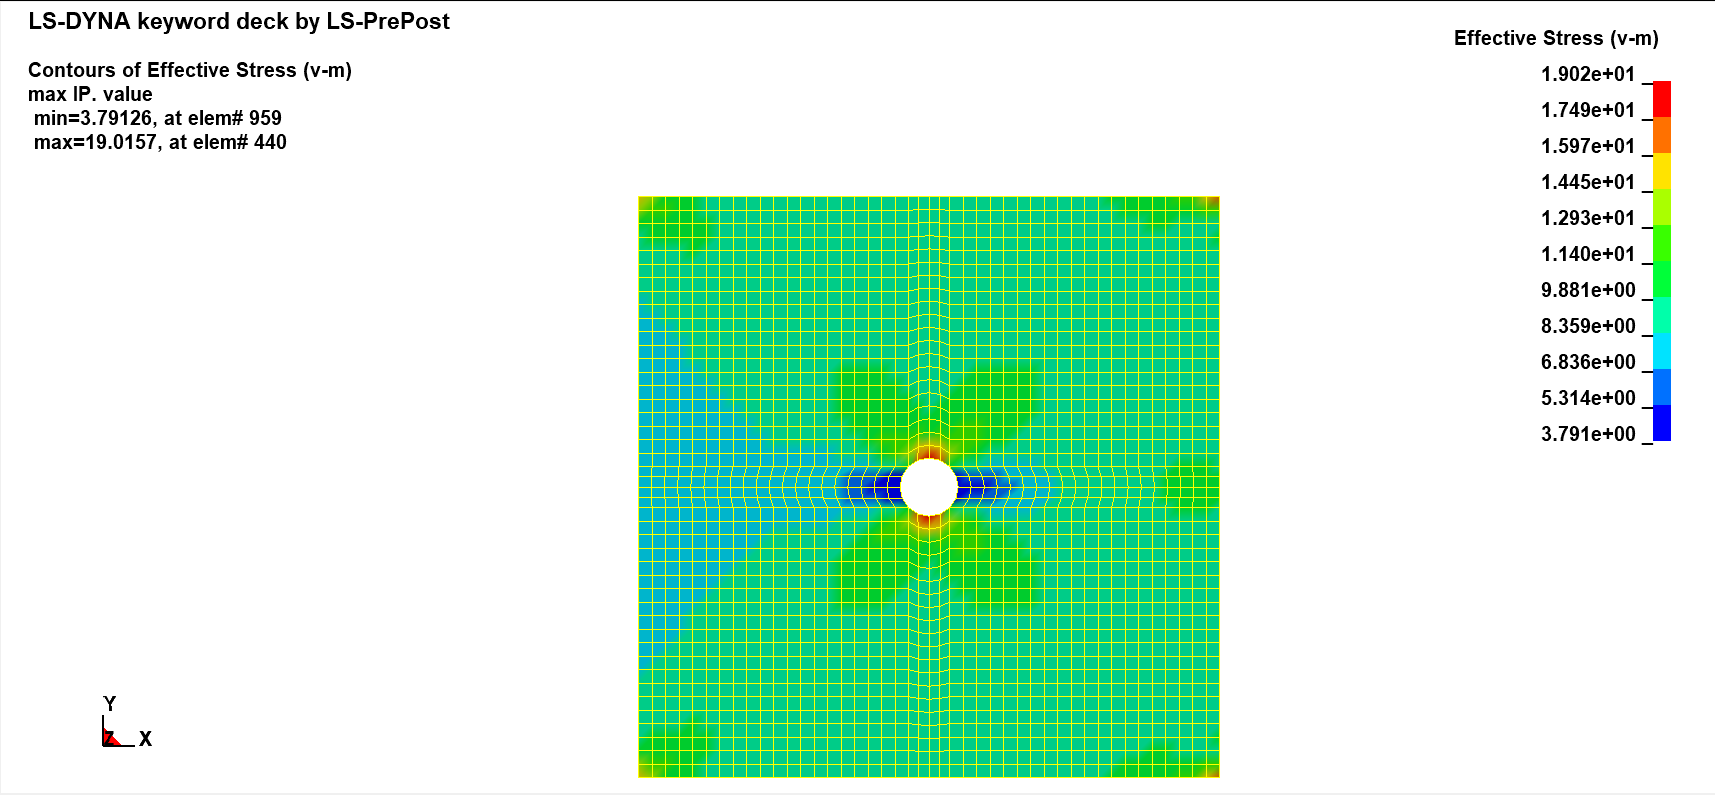 LS-DYNA keyword deck by LS-PrePost
Contours of Effective Stress (v-m)
max IP. value
min=3.79126, at elem# 959
max=19.0157, at elem# 440
Effective Stress (v-m)
1.902e+01
1.749e+01
1.597e+01
1.445e+01
1.293e+01
1.140e+01
9.881e+00
8.359e+00
6.836e+00
5.314e+00
3.791e+00
Y
Z
X